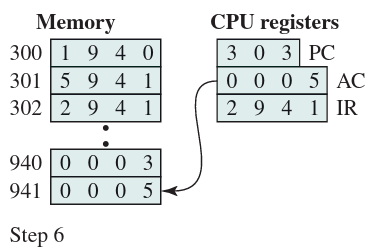 Memory CPU registers
300 1 9 4 0 3 0 3 PC
301 5 9 4 1 0 0 0 5 AC
302 2 9 4 1 2 9 4 1 IR
940 0 0 0 3
941 0 0 0 5
Step 6